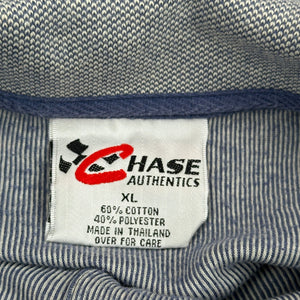 CHASE
AUTHENTICS
XL
60% COTTON
40% POLYESTER
MADE IN THAILAND
OVER FOR CARE